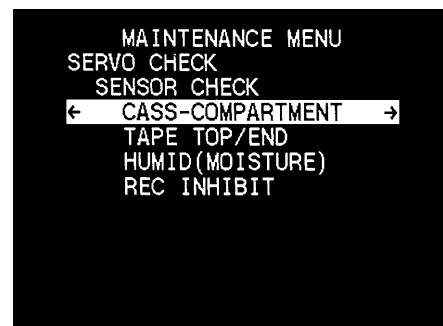 MAINTENANCE MENU
SERVO CHECK
SENSOR CHECK
← CASS-COMPARTMENT →
TAPE TOP/END
HUMID(MOISTURE)
REC INHIBIT